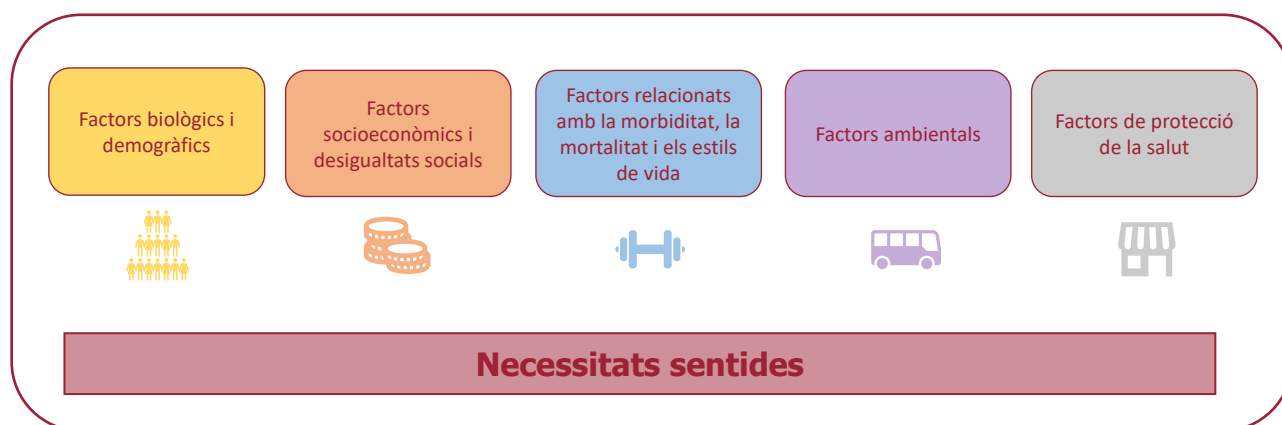 Factors biològics i
demogràfics
Factors
socioeconòmics i
desigualtats socials
Factors relacionats
amb la morbiditat, la
mortalitat i els estils
de vida
Factors ambientals
Factors de protecció
de la salut
Necessitats sentides